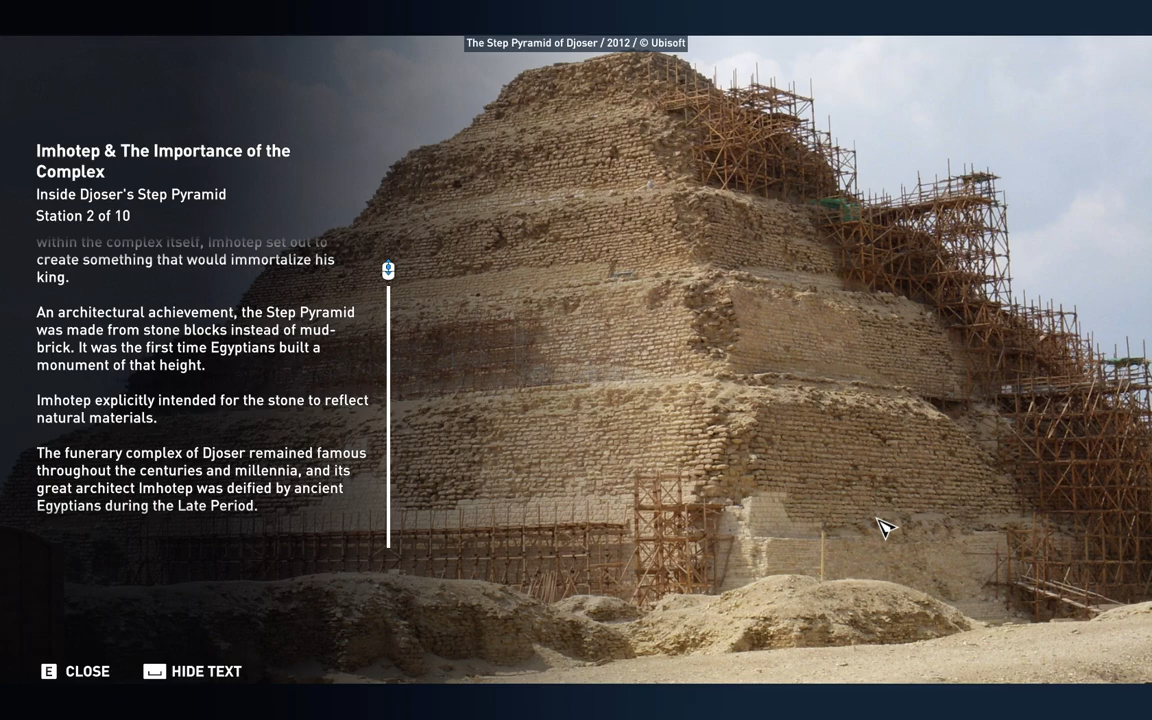 The Step Pyramid of Djoser / 2012 / © Ubisoft
Imhotep & The Importance of the
Complex
Inside Djoser's Step Pyramid
Station 2 of 10
within the complex itself, Imhotep set out to
create something that would immortalize his
king.
An architectural achievement, the Step Pyramid
was made from stone blocks instead of mud-
brick. It was the first time Egyptians built a
monument of that height.
Imhotep explicitly intended for the stone to reflect
natural materials.
The funerary complex of Djoser remained famous
throughout the centuries and millennia, and its
great architect Imhotep was deified by ancient
Egyptians during the Late Period.
E CLOSE
HIDE TEXT